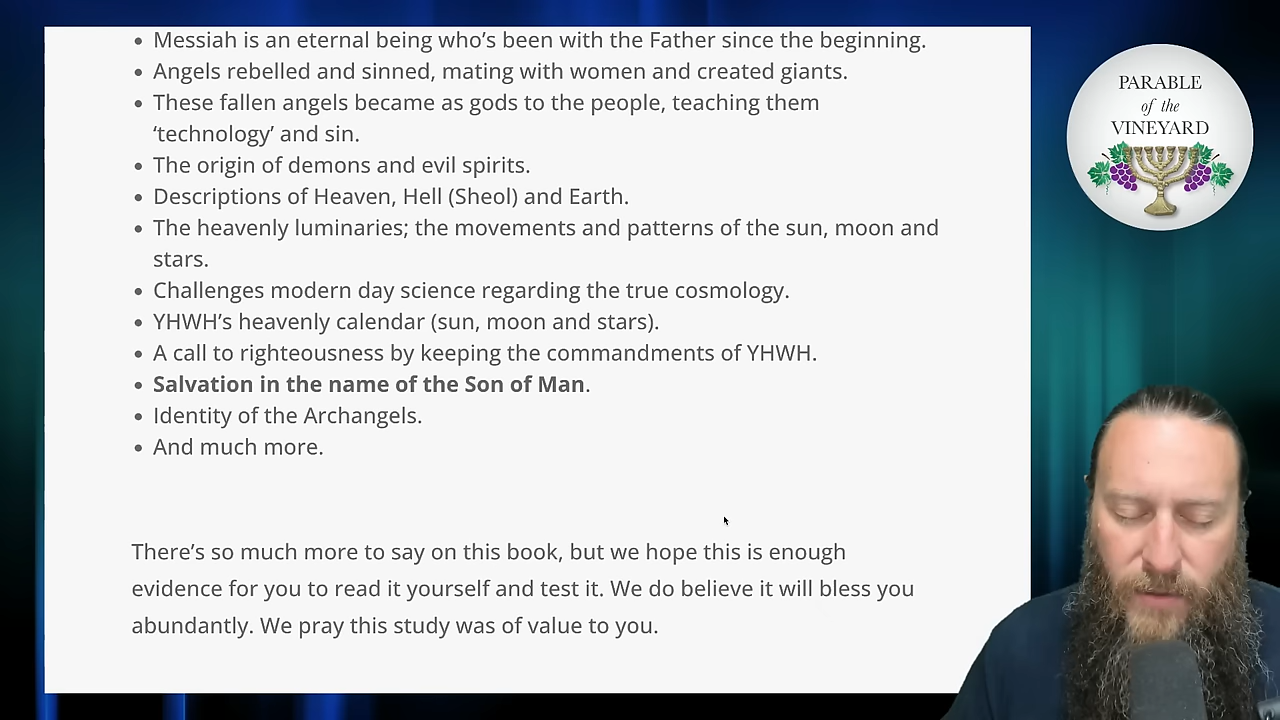 • Messiah is an eternal being who’s been with the Father since the beginning.
• Angels rebelled and sinned, mating with women and created giants.
• These fallen angels became as gods to the people, teaching them
‘technology’ and sin.
• The origin of demons and evil spirits.
• Descriptions of Heaven, Hell (Sheol) and Earth.
• The heavenly luminaries; the movements and patterns of the sun, moon and
stars.
• Challenges modern day science regarding the true cosmology.
• YHWH’s heavenly calendar (sun, moon and stars).
• A call to righteousness by keeping the commandments of YHWH.
• Salvation in the name of the Son of Man.
• Identity of the Archangels.
• And much more.
There’s so much more to say on this book, but we hope this is enough
evidence for you to read it yourself and test it. We do believe it will bless you
abundantly. We pray this study was of value to you.
PARABLE
of the
VINEYARD